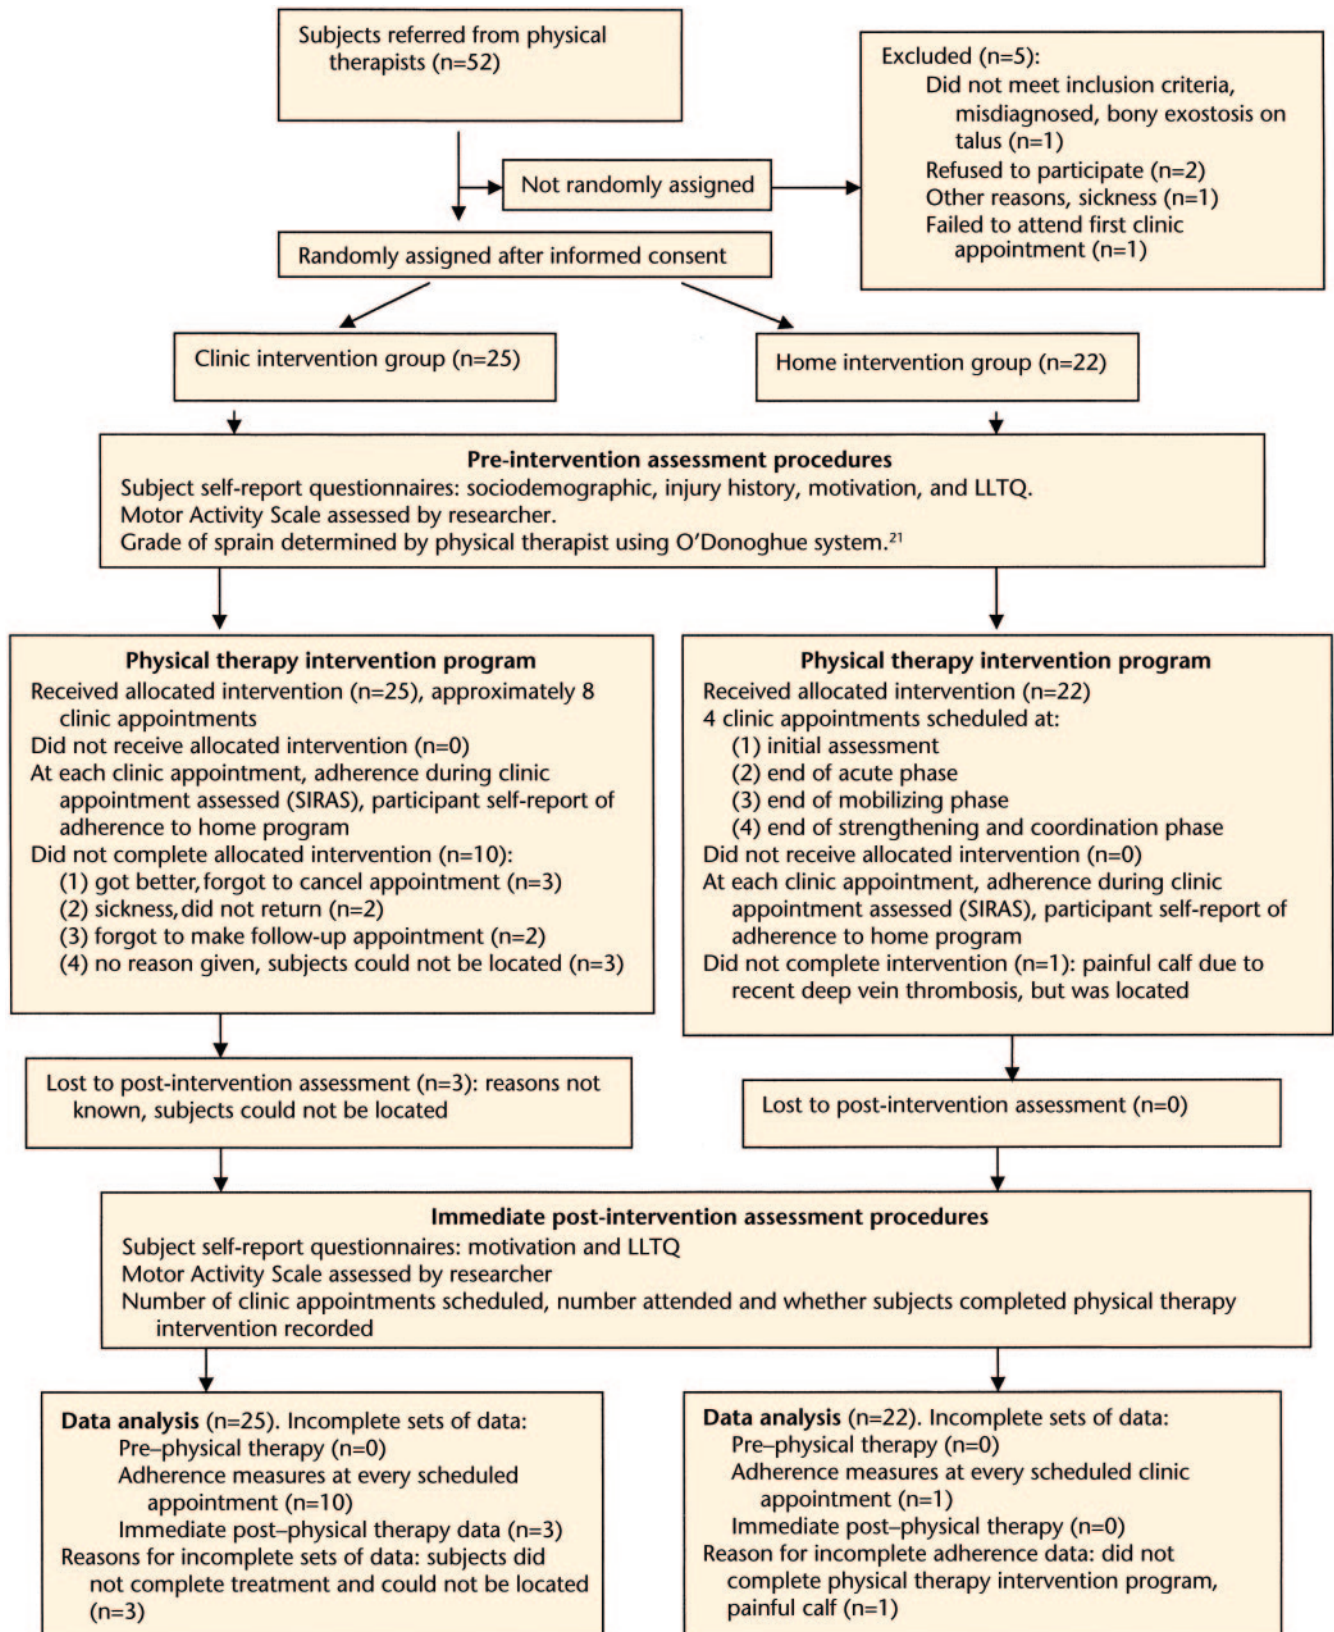 Subjects referred from physical
therapists (n=52)
Excluded (n=5):
Did not meet inclusion criteria,
misdiagnosed, bony exostosis on
talus (n=1)
Refused to participate (n=2)
Other reasons, sickness (n=1)
Failed to attend first clinic
appointment (n=1)
Not randomly assigned
Randomly assigned after informed consent
Clinic intervention group (n=25)
Home intervention group (n=22)
Pre-intervention assessment procedures
Subject self-report questionnaires: sociodemographic, injury history, motivation, and LLTQ.
Motor Activity Scale assessed by researcher.
Grade of sprain determined by physical therapist using O'Donoghue system.²¹
Physical therapy intervention program
Received allocated intervention (n=25), approximately 8
clinic appointments
Did not receive allocated intervention (n=0)
At each clinic appointment, adherence during clinic
appointment assessed (SIRAS), participant self-report of
adherence to home program
Did not complete allocated intervention (n=10):
(1) got better, forgot to cancel appointment (n=3)
(2) sickness, did not return (n=2)
(3) forgot to make follow-up appointment (n=2)
(4) no reason given, subjects could not be located (n=3)
Physical therapy intervention program
Received allocated intervention (n=22)
4 clinic appointments scheduled at:
(1) initial assessment
(2) end of acute phase
(3) end of mobilizing phase
(4) end of strengthening and coordination phase
Did not receive allocated intervention (n=0)
At each clinic appointment, adherence during clinic
appointment assessed (SIRAS), participant self-report of
adherence to home program
Did not complete intervention (n=1): painful calf due to
recent deep vein thrombosis, but was located
Lost to post-intervention assessment (n=3): reasons not
known, subjects could not be located
Lost to post-intervention assessment (n=0)
Immediate post-intervention assessment procedures
Subject self-report questionnaires: motivation and LLTQ
Motor Activity Scale assessed by researcher
Number of clinic appointments scheduled, number attended and whether subjects completed physical therapy
intervention recorded
Data analysis (n=25). Incomplete sets of data:
Pre–physical therapy (n=0)
Adherence measures at every scheduled
appointment (n=10)
Immediate post–physical therapy data (n=3)
Reasons for incomplete sets of data: subjects did
not complete treatment and could not be located
(n=3)
Data analysis (n=22). Incomplete sets of data:
Pre–physical therapy (n=0)
Adherence measures at every scheduled clinic
appointment (n=1)
Immediate post–physical therapy (n=0)
Reason for incomplete adherence data: did not
complete physical therapy intervention program,
painful calf (n=1)